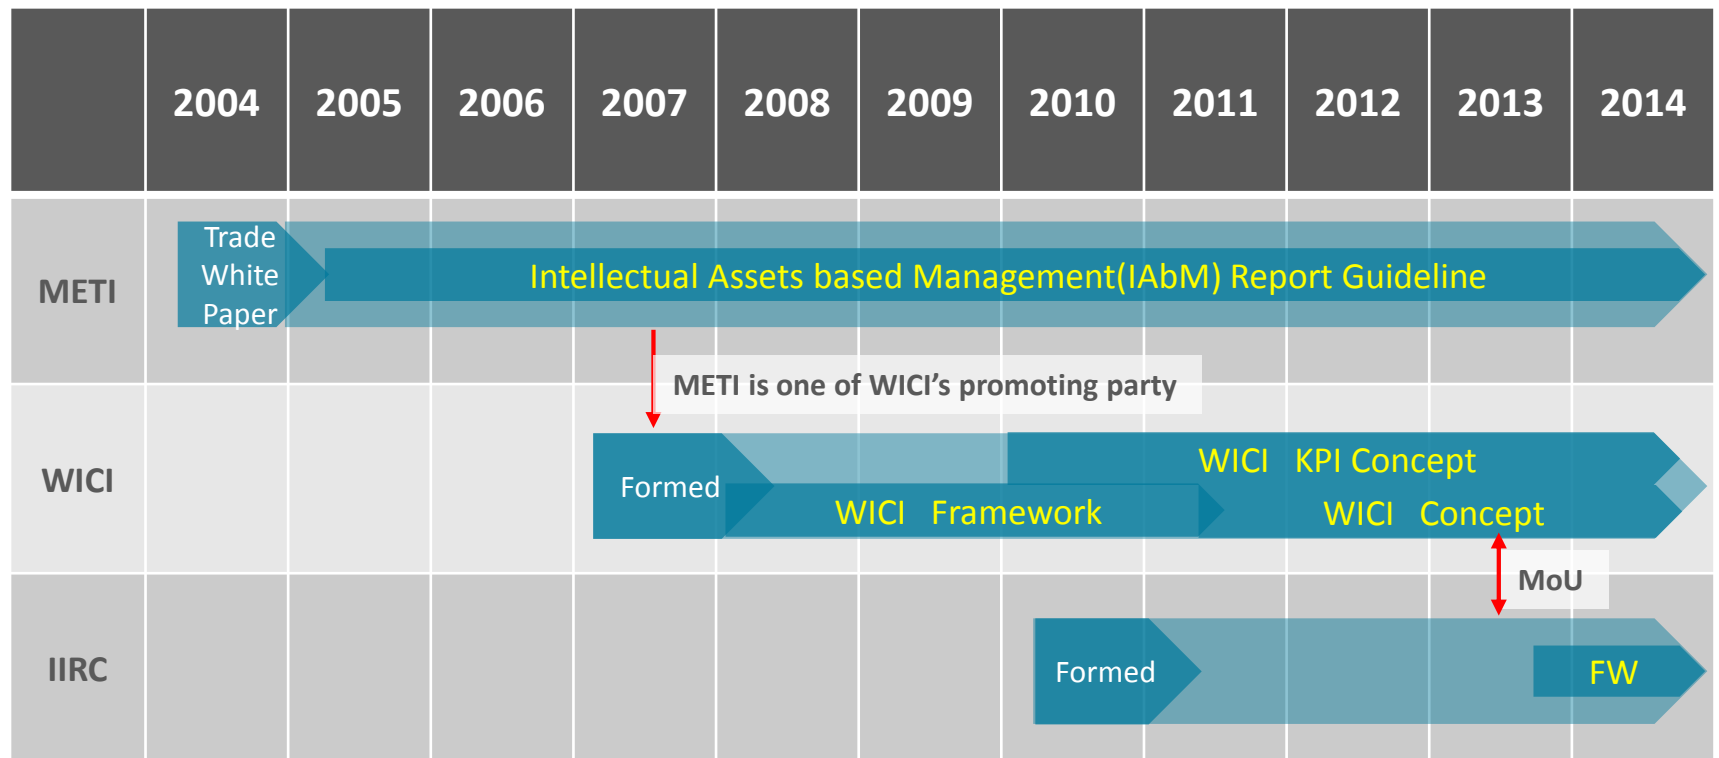 2004 2005 2006 2007 2008 2009 2010 2011 2012 2013 2014
METI
Trade
White
Paper
Intellectual Assets based Management(IAbM) Report Guideline
METI is one of WICI’s promoting party
WICI
Formed
WICI KPI Concept
WICI Framework
WICI Concept
MoU
IIRC
Formed
FW